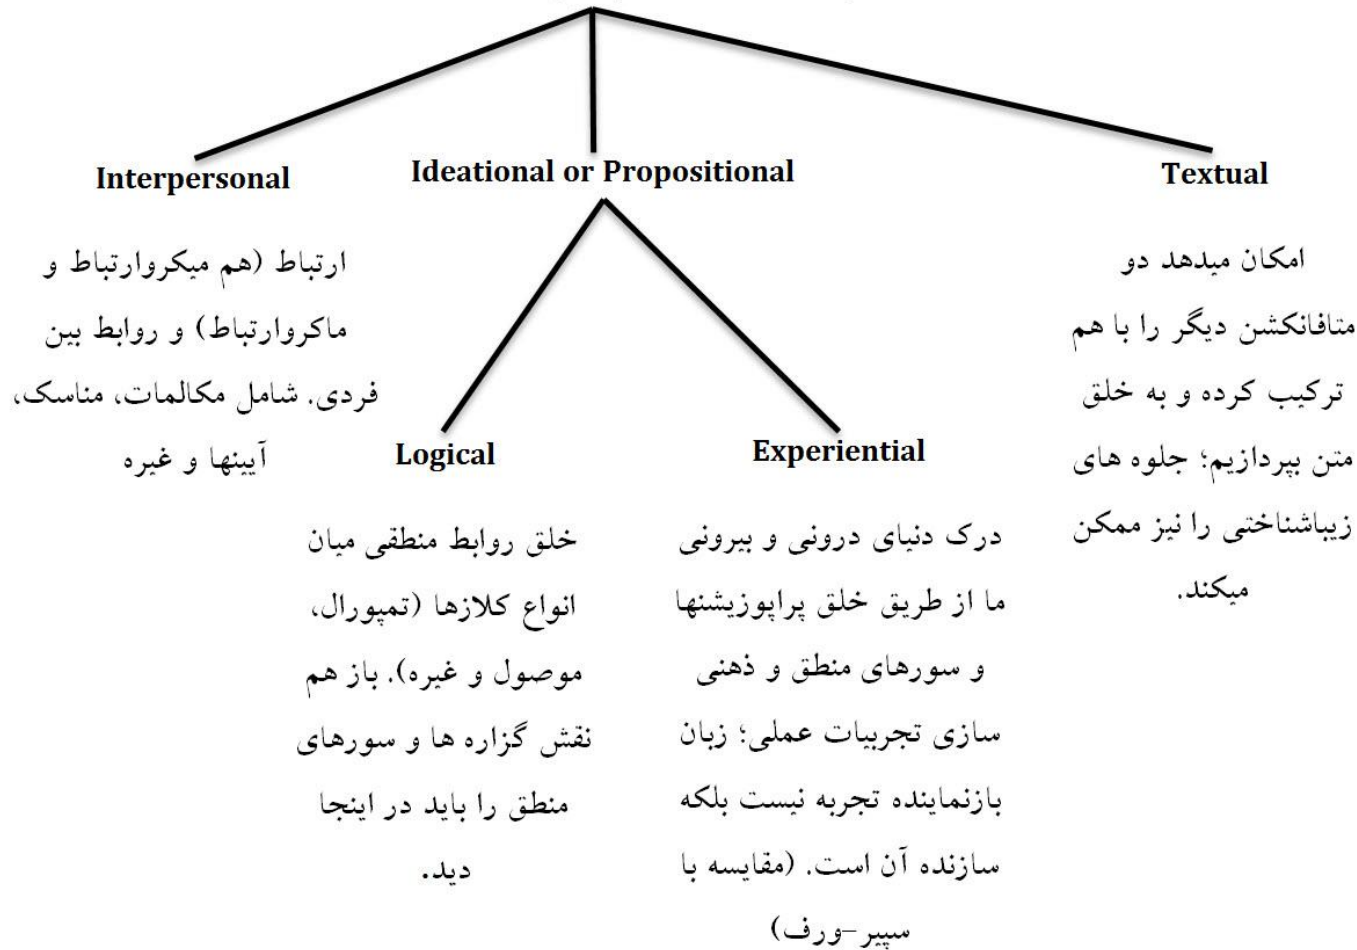 Interpersonal
ارتباط (هم میکروارتباط و
ماکروارتباط) و روابط بین
فردی. شامل مکالمات، مناسک،
آیینها و غیره
Ideational or Propositional
Logical
خلق روابط منطقی میان
انواع کلازها (تمپورال،
موصول و غیره). باز هم
نقش گزاره ها و سورهای
منطق را باید در اینجا
دید.
Experiential
درک دنیای درونی و بیرونی
ما از طریق خلق پراپوزیشنها
و سورهای منطق و ذهنی
سازی تجربیات عملی؛ زبان
بازنماینده تجربه نیست بلکه
سازنده آن است. (مقایسه با
سپیر-ورف)
Textual
امکان میدهد دو
متافانکشن دیگر را با هم
ترکیب کرده و به خلق
متن بپردازیم؛ جلوه های
زیباشناختی را نیز ممکن
میکند.